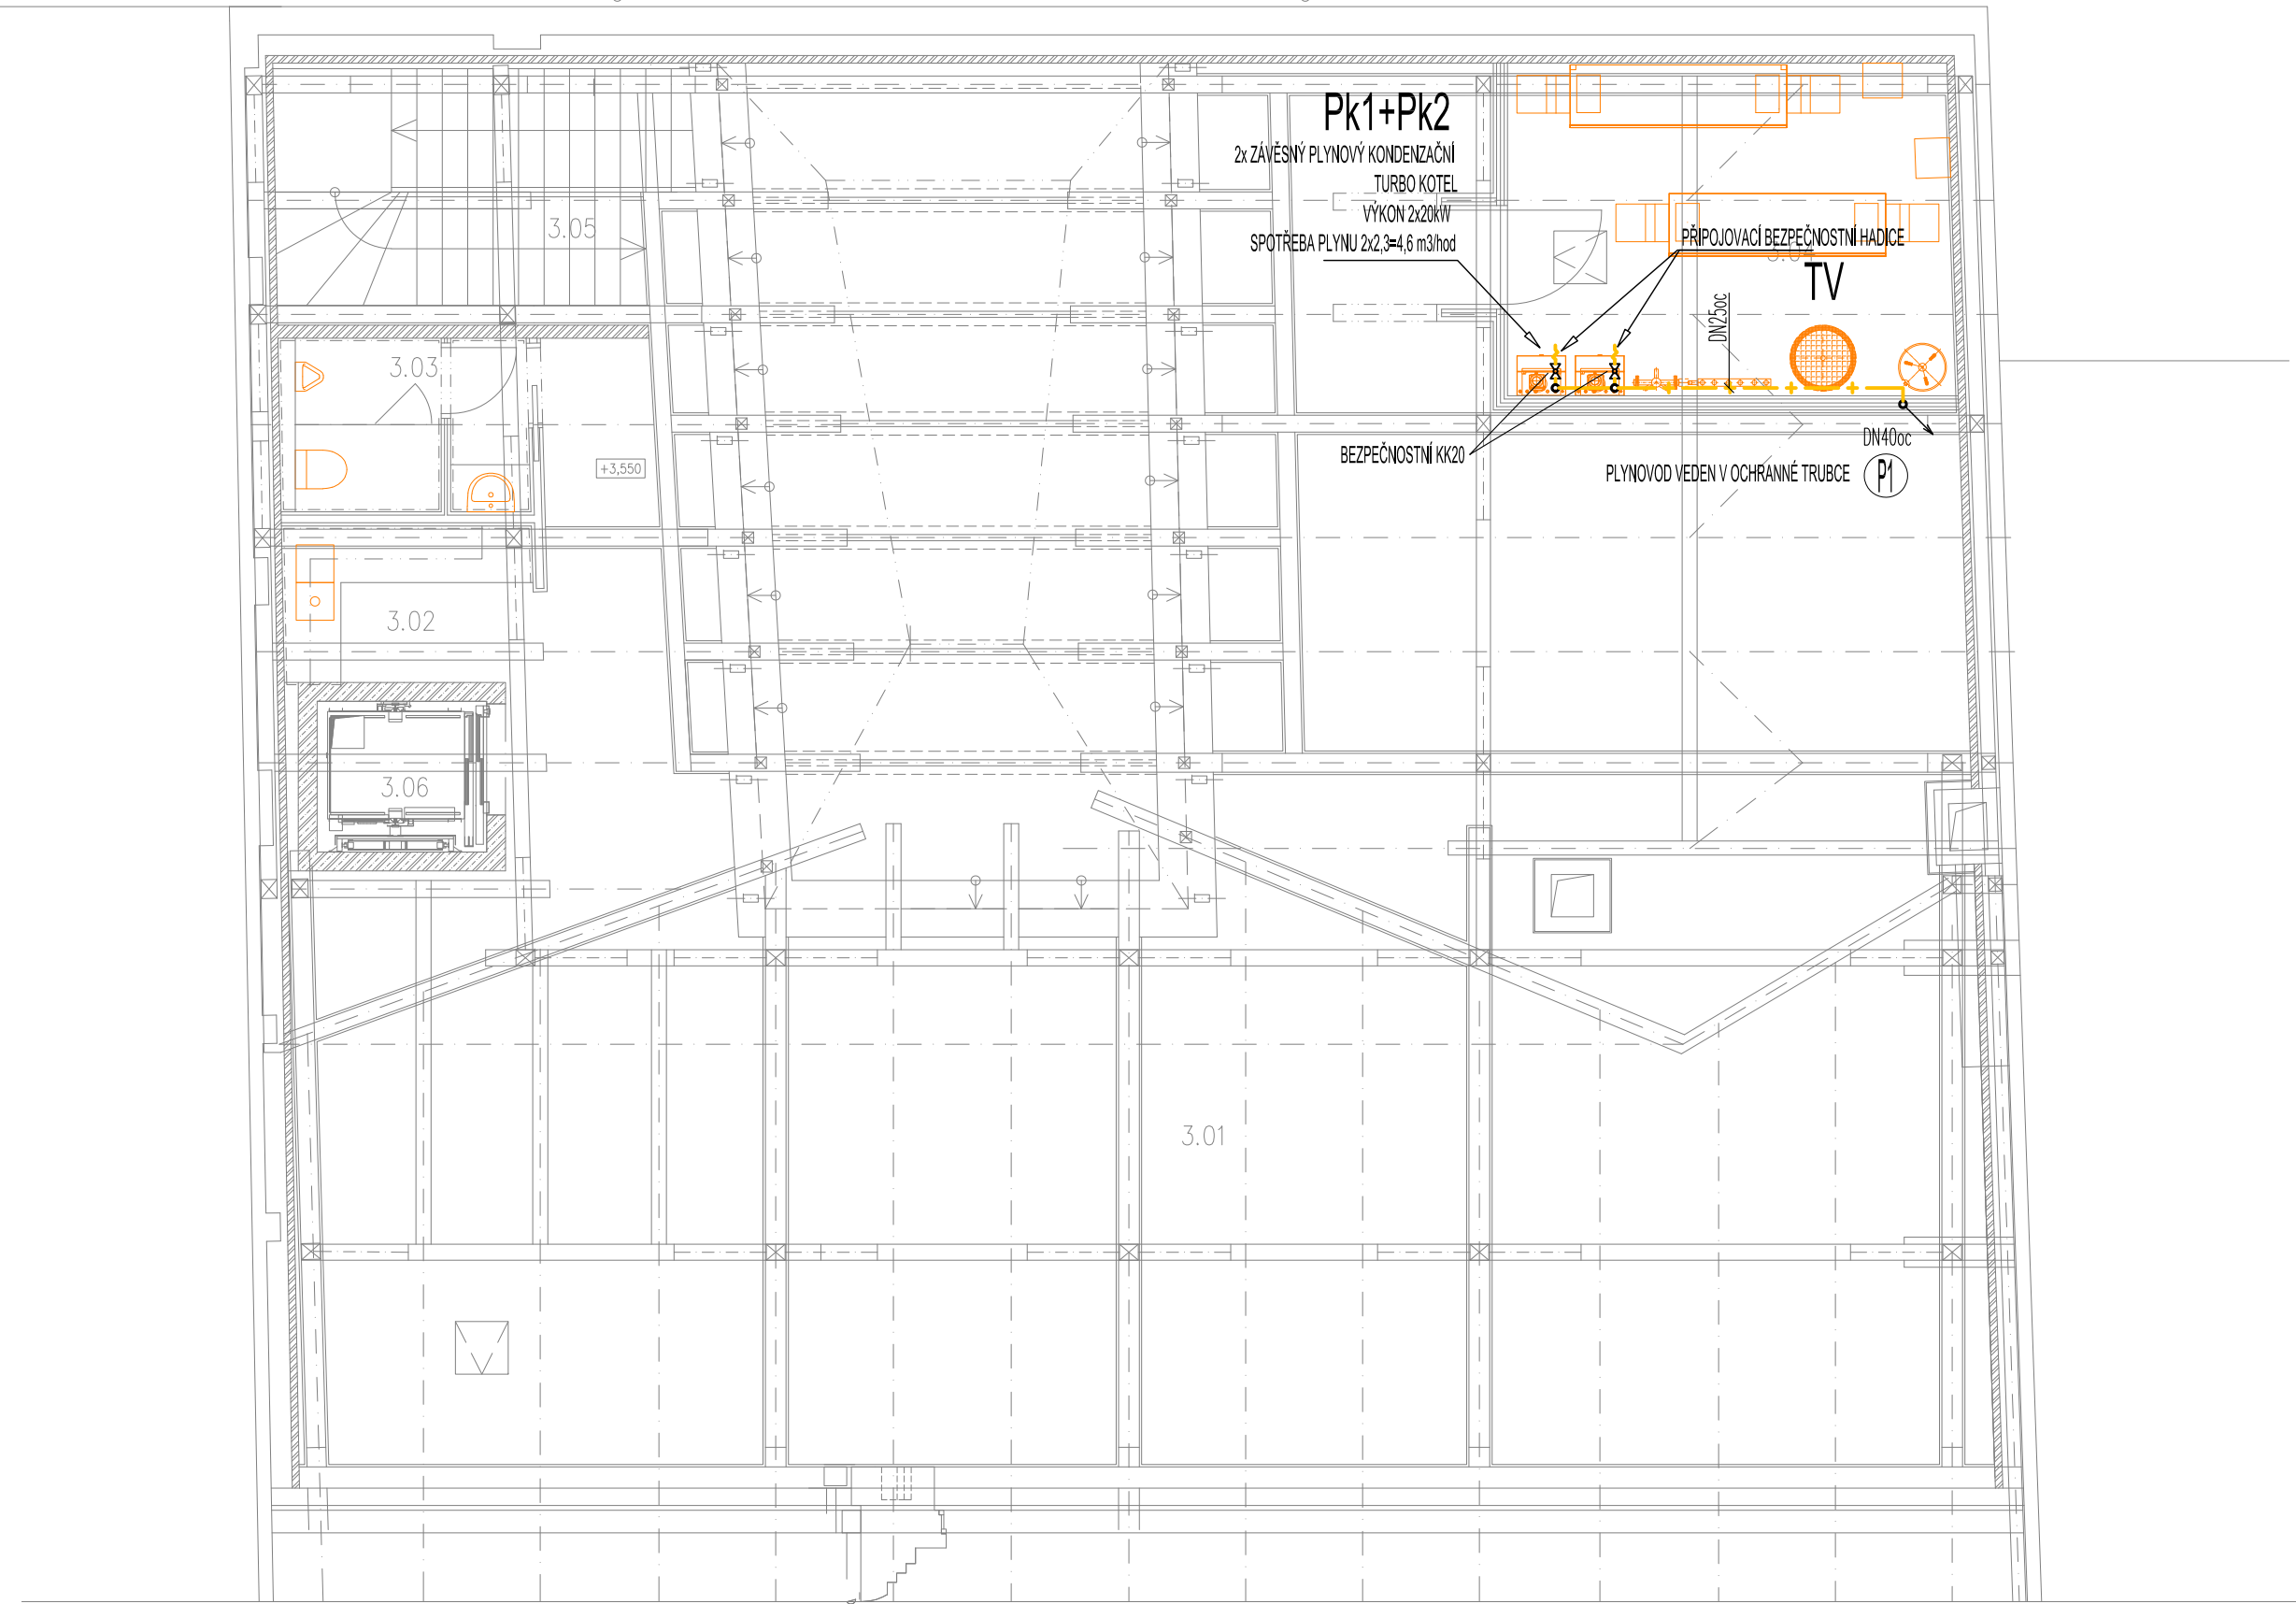 Pk1+Pk2
2x ZÁVĚSNÝ PLYNOVÝ KONDENZAČNÍ
TURBO KOTEL
VÝKON 2x20kW
SPOTŘEBA PLYNU 2x2,3=4,6 m3/hod
3.05
PŘIPOJOVACÍ BEZPEČNOSTNÍ HADICE
TV
DN25oc
3.03
BEZPEČNOSTNÍ KK20
DN40oc
+3,550
PLYNOVOD VEDEN V OCHRANNÉ TRUBCE
P1
3.02
3.06
3.01